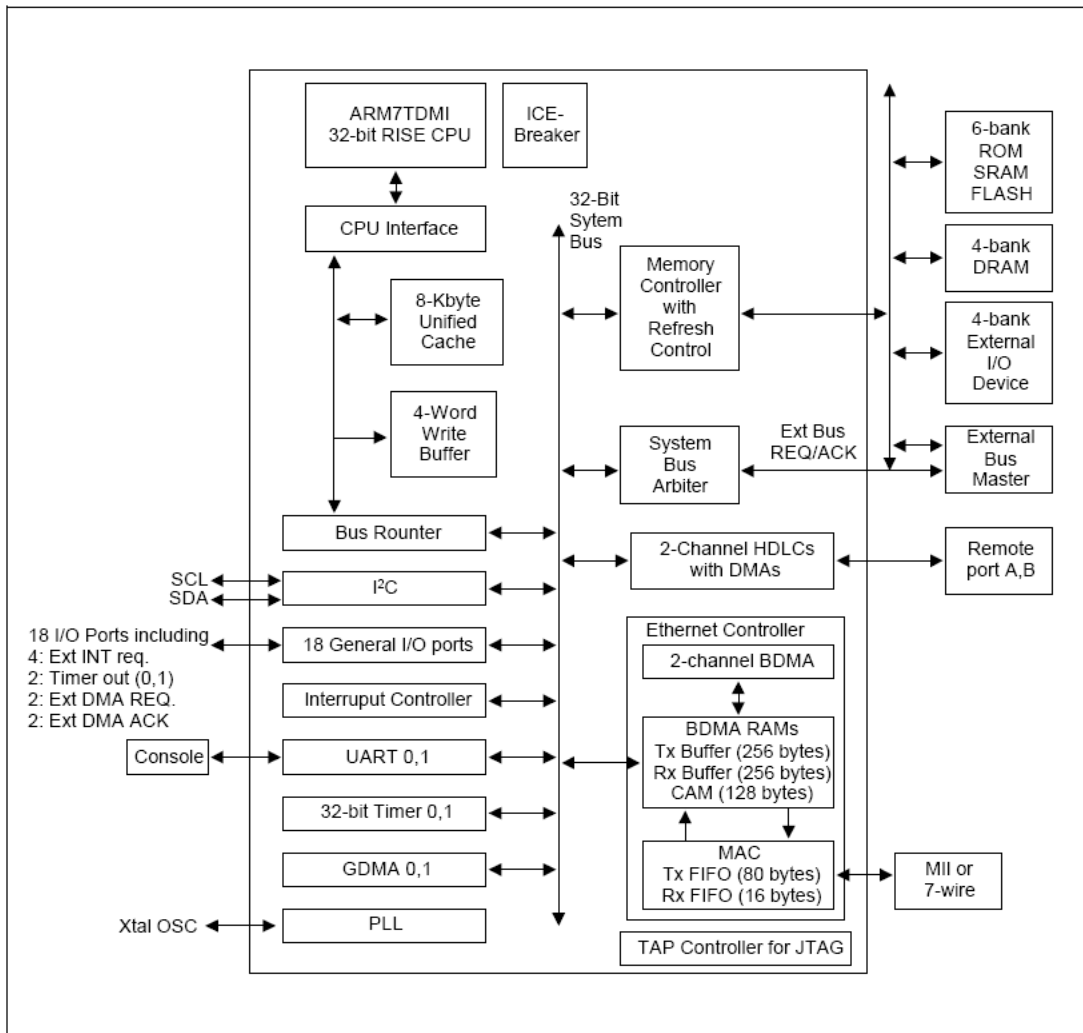 ARM7TDMI
32-bit RISE CPU
ICE-
Breaker
CPU Interface
8-Kbyte
Unified
Cache
4-Word
Write
Buffer
Bus Rounter
I²C
18 General I/O ports
Interruput Controller
UART 0,1
32-bit Timer 0,1
GDMA 0,1
PLL
SCL
SDA
18 I/O Ports including
4: Ext INT req.
2: Timer out (0,1)
2: Ext DMA REQ.
2: Ext DMA ACK
Console
Xtal OSC
32-Bit
Sytem
Bus
Memory
Controller
with
Refresh
Control
System
Bus
Arbiter
Ext Bus
REQ/ACK
2-Channel HDLCs
with DMAs
Ethernet Controller
2-channel BDMA
BDMA RAMs
Tx Buffer (256 bytes)
Rx Buffer (256 bytes)
CAM (128 bytes)
MAC
Tx FIFO (80 bytes)
Rx FIFO (16 bytes)
TAP Controller for JTAG
6-bank
ROM
SRAM
FLASH
4-bank
DRAM
4-bank
External
I/O
Device
External
Bus
Master
Remote
port A,B
MII or
7-wire